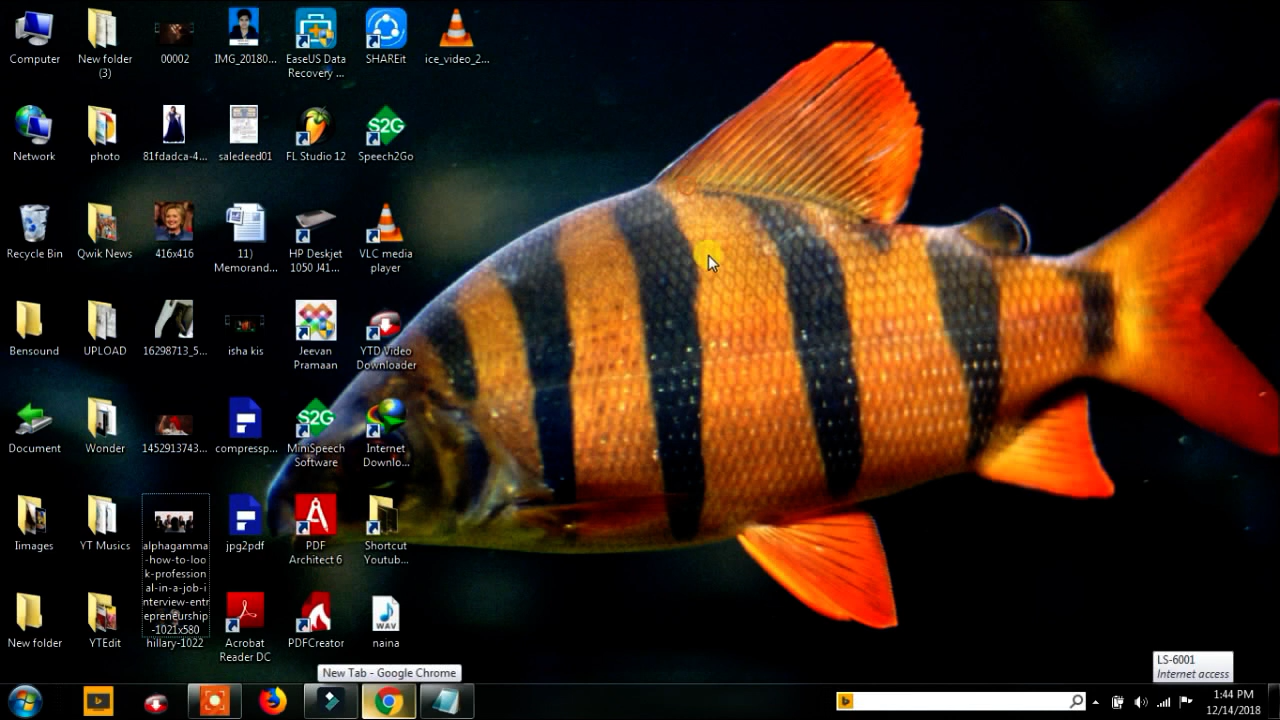 Computer
New folder
(3)
00002
IMG_20180...
EaseUS Data
Recovery ...
SHAREit
ice_video_2...
Network
photo
81fdadca-4...
saledeed01
FL Studio 12
S2G
Speech2Go
Recycle Bin
Qwik News
416x416
11)
Memorand...
HP Deskjet
1050 J41...
VLC media
player
Bensound
UPLOAD
16298713_5...
isha kis
Jeevan
Pramaan
YTD Video
Downloader
Document
Wonder
1452913743...
compressp...
S2G
MiniSpeech
Software
Internet
Downlo...
Iimages
YT Musics
alphagamma
-how-to-loo
k-profession
al-in-a-job-i
nterview-entr
epreneurship
-1021x580
jpg2pdf
PDF
Architect 6
Shortcut
Youtub...
New folder
YTEdit
hillary-1022
Acrobat
Reader DC
PDFCreator
WAV
naina
New Tab - Google Chrome
LS-6001
Internet access
1:44 PM
12/14/2018